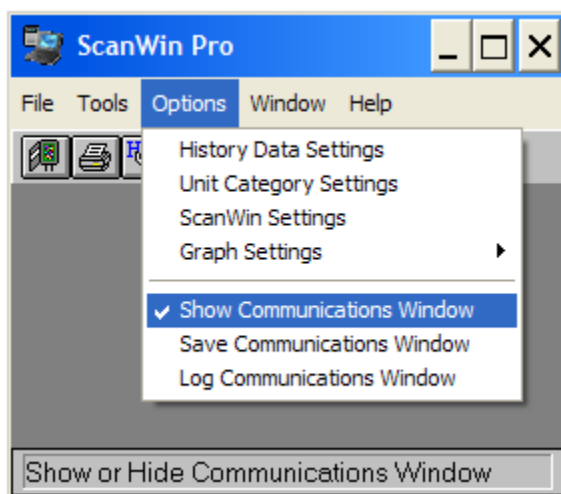 ScanWin Pro
File Tools Options Window Help
H
History Data Settings
Unit Category Settings
ScanWin Settings
Graph Settings
Show Communications Window
Save Communications Window
Log Communications Window
Show or Hide Communications Window